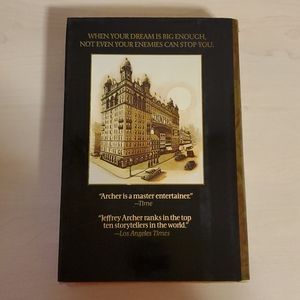 WHEN YOUR DREAM IS BIG ENOUGH,
NOT EVEN YOUR ENEMIES CAN STOP YOU.
"Archer is a master entertainer."
—Time
"Jeffrey Archer ranks in the top
ten storytellers in the world."
—Los Angeles Times